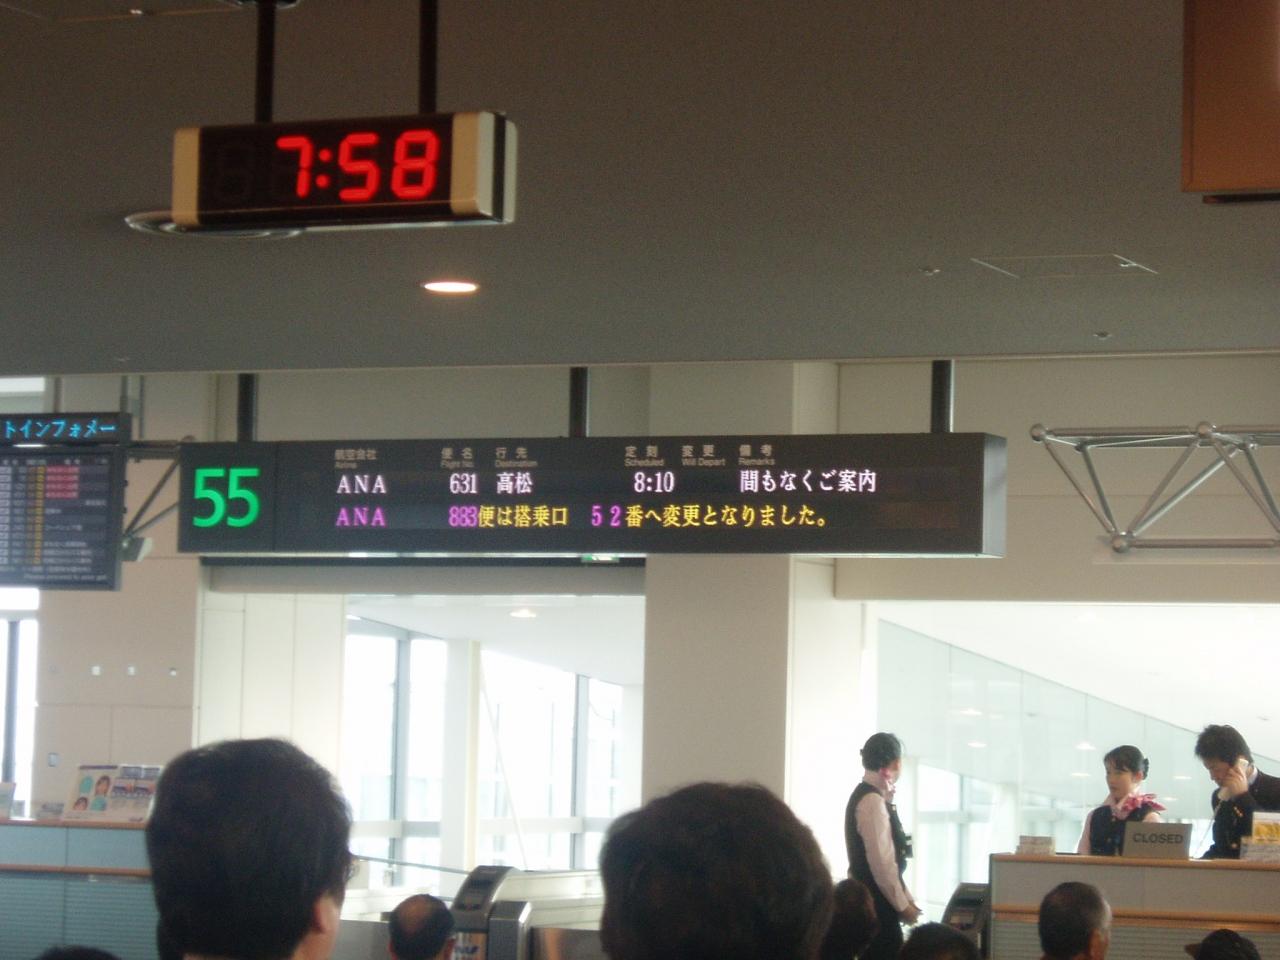 7:58
トインフォメー
55
航空会社 便名 行先 定刻 変更 備考
Airline Flight No. Destination Scheduled Will Depart Remarks
ANA 631 高松 8:10 間もなくご案内
ANA 883便は搭乗口 52番へ変更となりました。
CLOSED